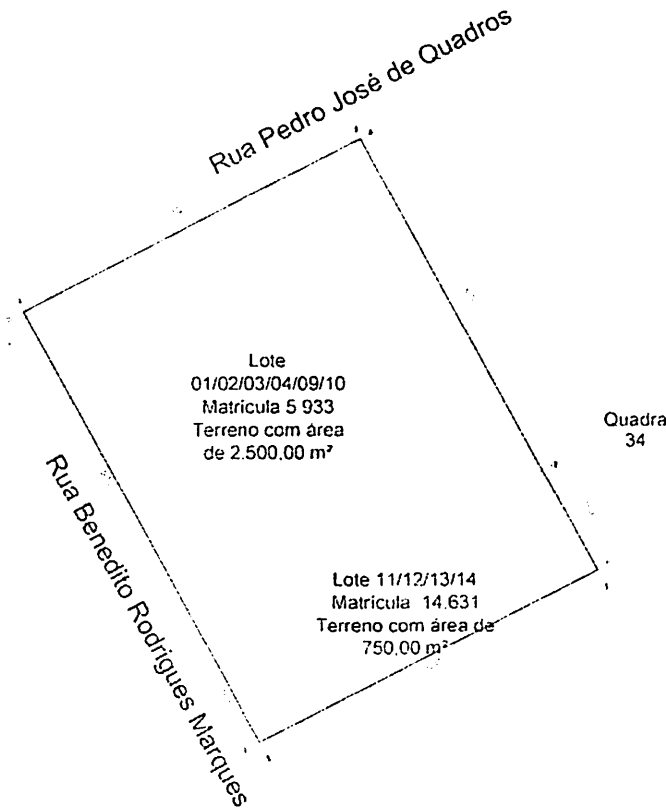 Rua Pedro José de Quadros
Lote
01/02/03/04/09/10
Matricula 5 933
Terreno com área
de 2.500,00 m²
Quadra
34
Rua Benedito Rodrigues Marques
Lote 11/12/13/14
Matricula 14.631
Terreno com área de
750,00 m²